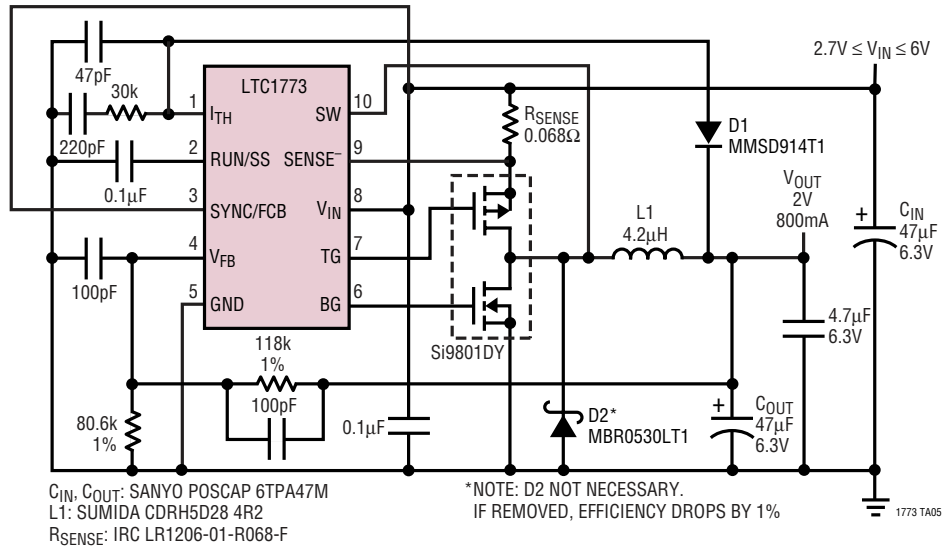 47pF
30k
220pF
0.1µF
100pF
LTC1773
1
ITH
2
RUN/SS
3
SYNC/FCB
4
VFB
5
GND
SW
10
SENSE–
9
VIN
8
TG
7
BG
6
RSENSE
0.068Ω
Si9801DY
2.7V ≤ VIN ≤ 6V
D1
MMSD914T1
VOUT
2V
800mA
L1
4.2µH
+
CIN
47µF
6.3V
4.7µF
6.3V
118k
1%
100pF
80.6k
1%
0.1µF
D2*
MBR0530LT1
+
COUT
47µF
6.3V
CIN, COUT: SANYO POSCAP 6TPA47M
L1: SUMIDA CDRH5D28 4R2
RSENSE: IRC LR1206-01-R068-F
*NOTE: D2 NOT NECESSARY.
IF REMOVED, EFFICIENCY DROPS BY 1%
1773 TA05